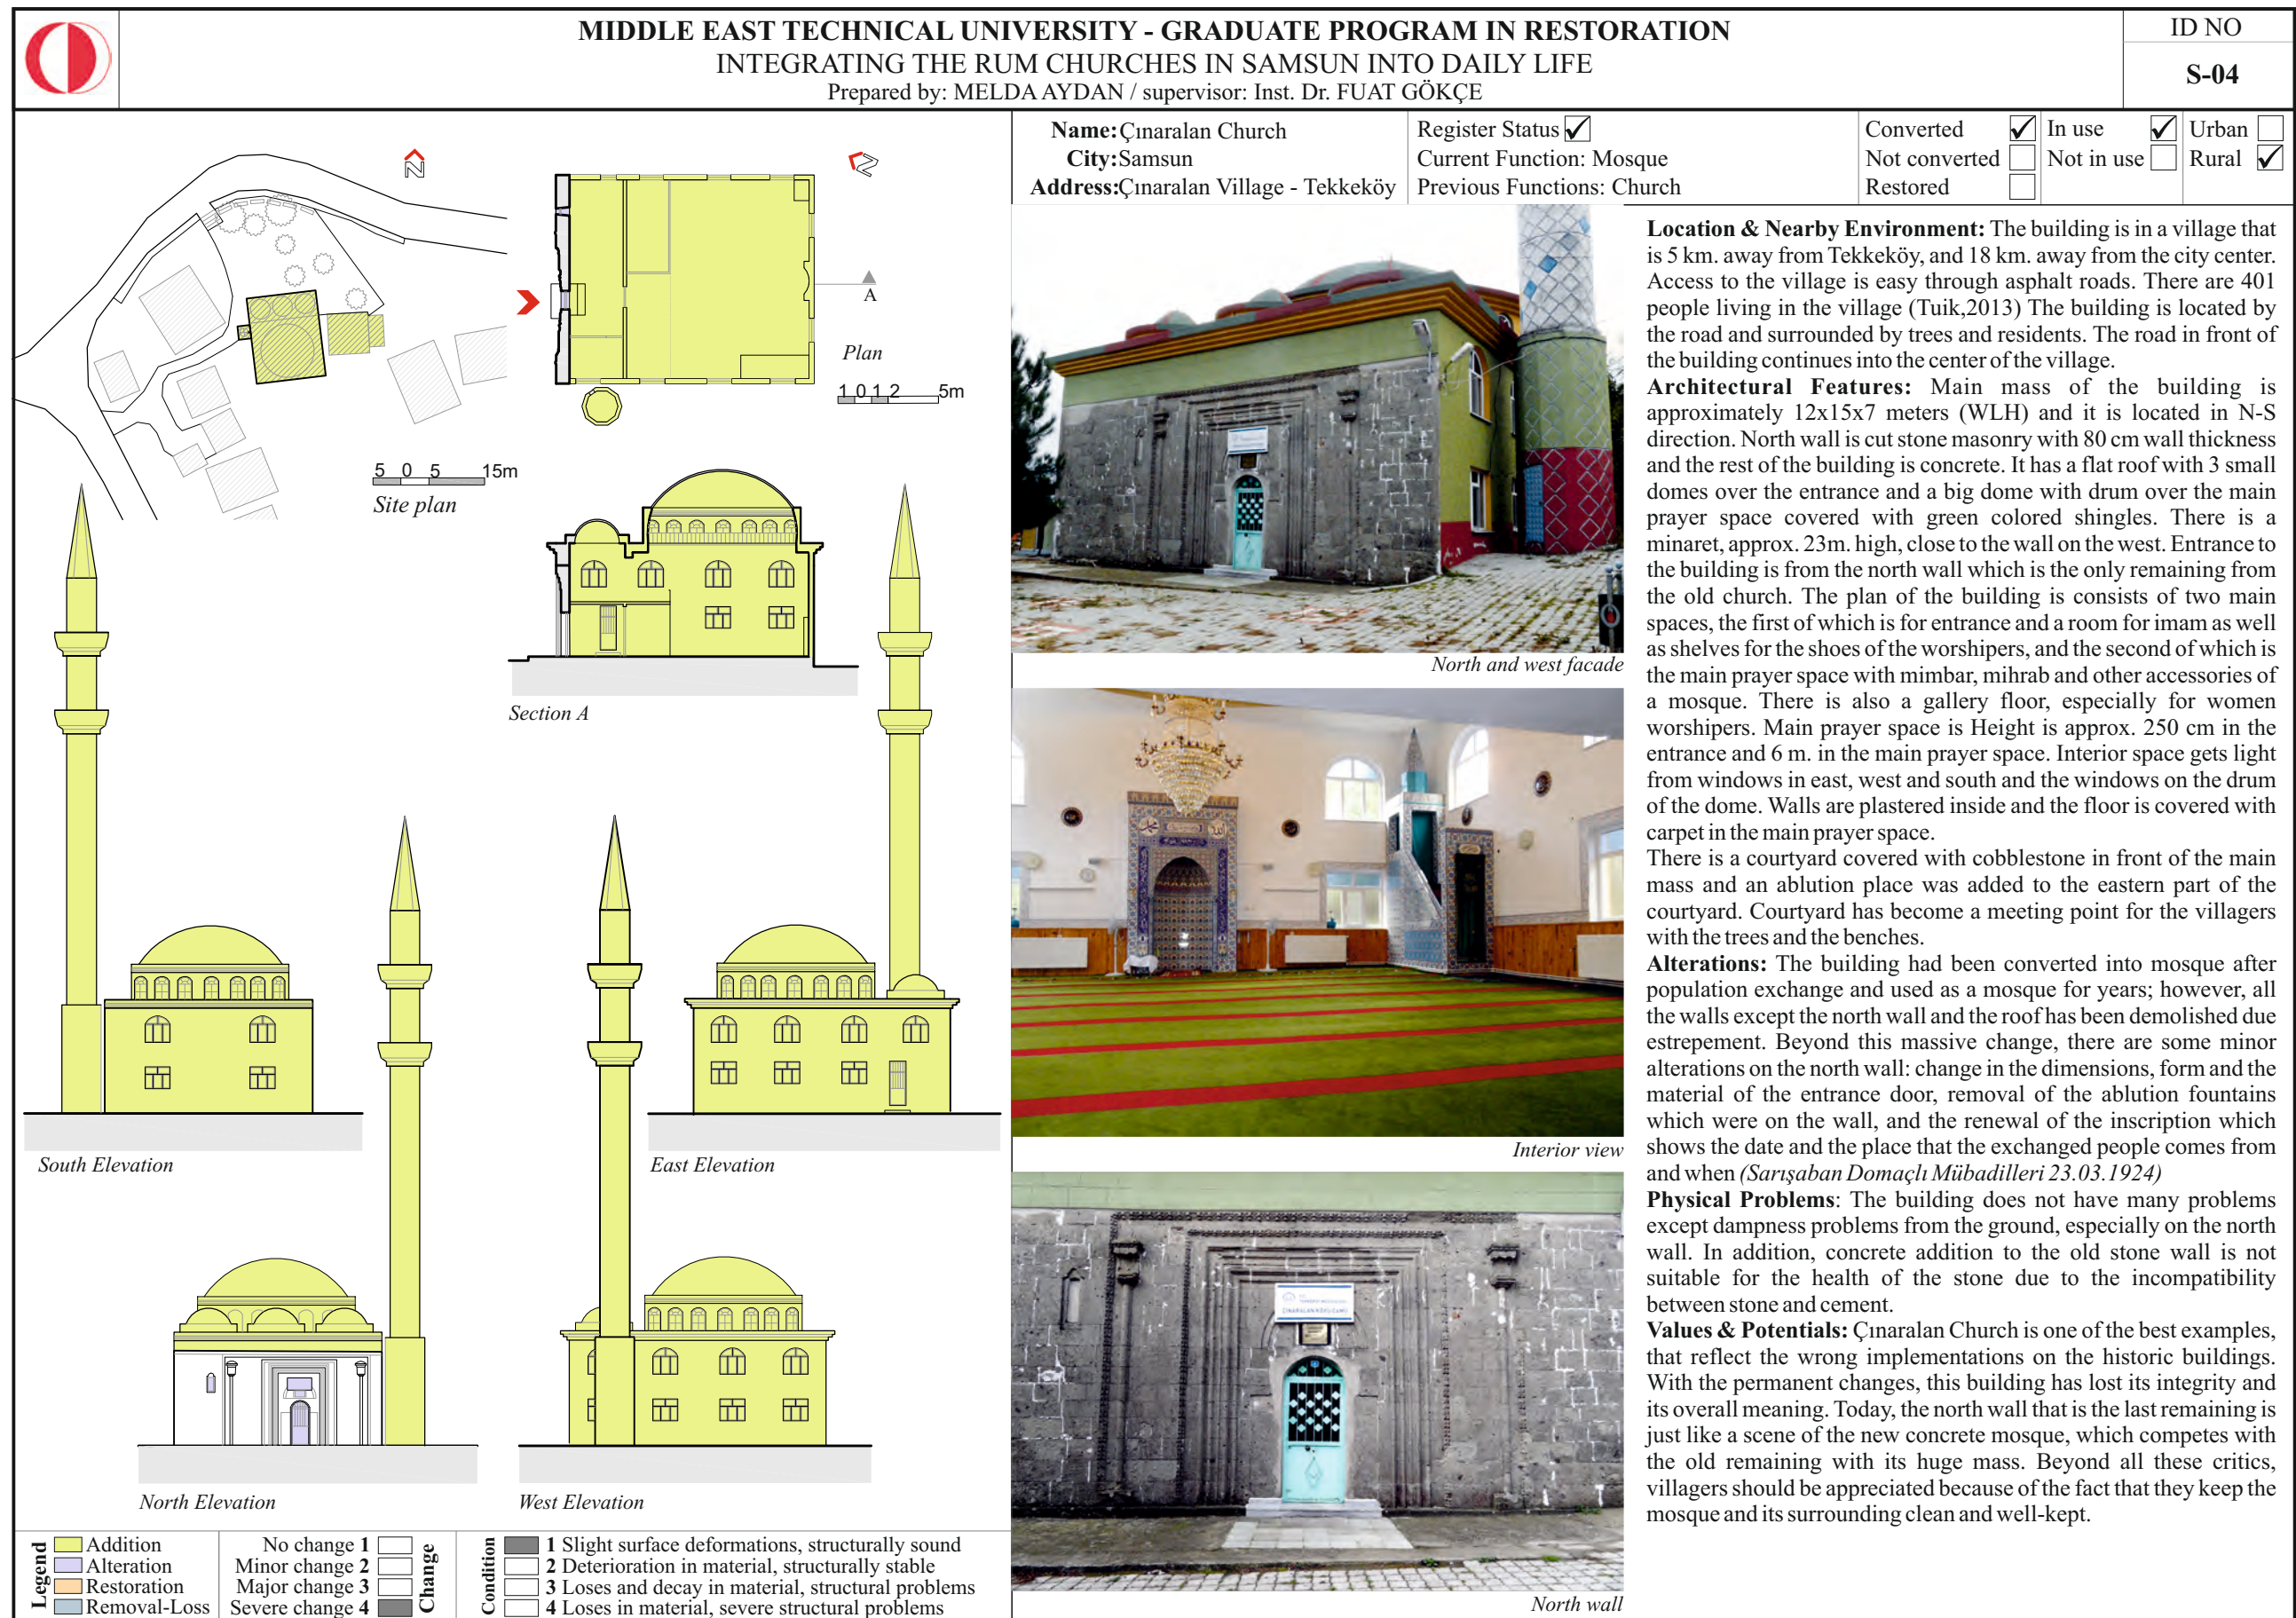 MIDDLE EAST TECHNICAL UNIVERSITY - GRADUATE PROGRAM IN RESTORATION
INTEGRATING THE RUM CHURCHES IN SAMSUN INTO DAILY LIFE
Prepared by: MELDA AYDAN / supervisor: Inst. Dr. FUAT GÖKÇE
ID NO
S-04
Name: Çınaralan Church
City: Samsun
Address: Çınaralan Village - Tekkeköy
Register Status
Current Function: Mosque
Previous Functions: Church
Converted
Not converted
Restored
In use
Not in use
Urban
Rural
N
N
A
Plan
1 0 1 2 5m
5 0 5 15m
Site plan
Section A
South Elevation
East Elevation
North Elevation
West Elevation
North and west facade
Interior view
ÇINARALAN KÖYÜ CAMİİ
North wall
Location & Nearby Environment: The building is in a village that
is 5 km. away from Tekkeköy, and 18 km. away from the city center.
Access to the village is easy through asphalt roads. There are 401
people living in the village (Tuik,2013) The building is located by
the road and surrounded by trees and residents. The road in front of
the building continues into the center of the village.
Architectural Features: Main mass of the building is
approximately 12x15x7 meters (WLH) and it is located in N-S
direction. North wall is cut stone masonry with 80 cm wall thickness
and the rest of the building is concrete. It has a flat roof with 3 small
domes over the entrance and a big dome with drum over the main
prayer space covered with green colored shingles. There is a
minaret, approx. 23m. high, close to the wall on the west. Entrance to
the building is from the north wall which is the only remaining from
the old church. The plan of the building is consists of two main
spaces, the first of which is for entrance and a room for imam as well
as shelves for the shoes of the worshipers, and the second of which is
the main prayer space with mimbar, mihrab and other accessories of
a mosque. There is also a gallery floor, especially for women
worshipers. Main prayer space is Height is approx. 250 cm in the
entrance and 6 m. in the main prayer space. Interior space gets light
from windows in east, west and south and the windows on the drum
of the dome. Walls are plastered inside and the floor is covered with
carpet in the main prayer space.
There is a courtyard covered with cobblestone in front of the main
mass and an ablution place was added to the eastern part of the
courtyard. Courtyard has become a meeting point for the villagers
with the trees and the benches.
Alterations: The building had been converted into mosque after
population exchange and used as a mosque for years; however, all
the walls except the north wall and the roof has been demolished due
estrepement. Beyond this massive change, there are some minor
alterations on the north wall: change in the dimensions, form and the
material of the entrance door, removal of the ablution fountains
which were on the wall, and the renewal of the inscription which
shows the date and the place that the exchanged people comes from
and when (Sarışaban Domaçlı Mübadilleri 23.03.1924)
Physical Problems: The building does not have many problems
except dampness problems from the ground, especially on the north
wall. In addition, concrete addition to the old stone wall is not
suitable for the health of the stone due to the incompatibility
between stone and cement.
Values & Potentials: Çınaralan Church is one of the best examples,
that reflect the wrong implementations on the historic buildings.
With the permanent changes, this building has lost its integrity and
its overall meaning. Today, the north wall that is the last remaining is
just like a scene of the new concrete mosque, which competes with
the old remaining with its huge mass. Beyond all these critics,
villagers should be appreciated because of the fact that they keep the
mosque and its surrounding clean and well-kept.
Legend
Addition
Alteration
Restoration
Removal-Loss
No change 1
Minor change 2
Major change 3
Severe change 4
Change
Condition
1 Slight surface deformations, structurally sound
2 Deterioration in material, structurally stable
3 Loses and decay in material, structural problems
4 Loses in material, severe structural problems